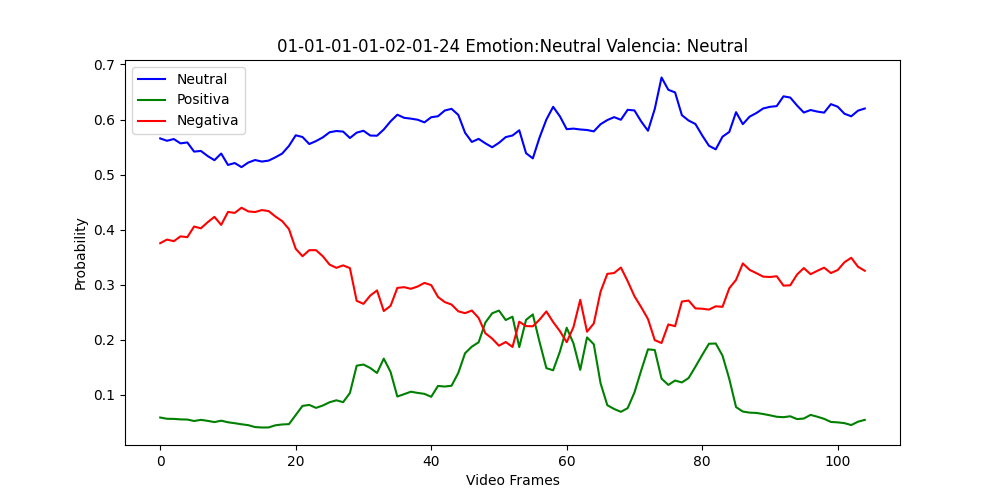 01-01-01-01-02-01-24 Emotion:Neutral Valencia: Neutral
Neutral
Positiva
Negativa
Probability
0.7
0.6
0.5
0.4
0.3
0.2
0.1
0 20 40 60 80 100
Video Frames